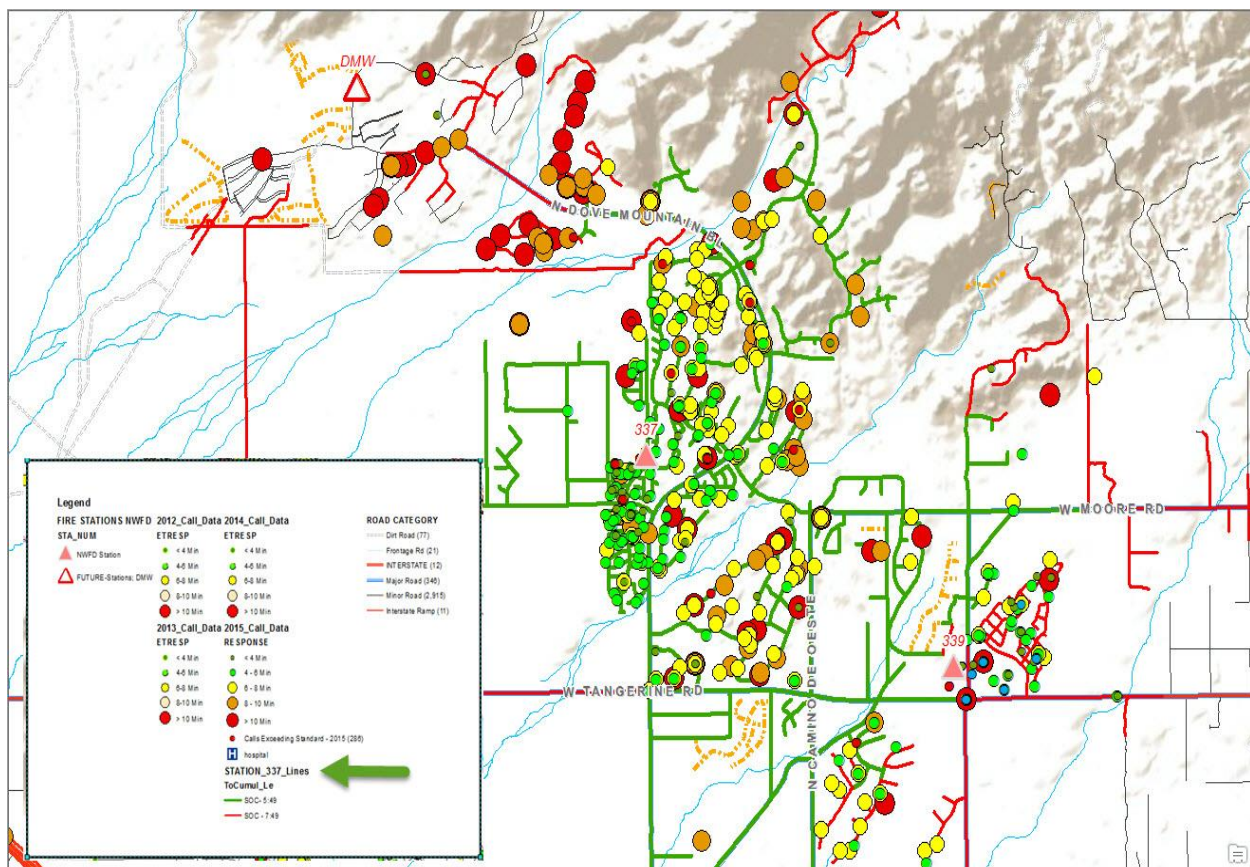 DMW
N DOVE MOUNTAIN BL
337
W MOORE RD
339
W TANGERINE RD
N CAMINO DE OESTE
Legend
FIRE STATIONS NWFD
STA_NUM
NWFD Station
FUTURE-Stations: DMW
2012_Call_Data
ETRESP
< 4 Min
4-6 Min
6-8 Min
8-10 Min
> 10 Min
2013_Call_Data
ETRESP
< 4 Min
4-6 Min
6-8 Min
8-10 Min
> 10 Min
2014_Call_Data
ETRESP
< 4 Min
4-6 Min
6-8 Min
8-10 Min
> 10 Min
2015_Call_Data
RESPONSE
< 4 Min
4 - 6 Min
6 - 8 Min
8 - 10 Min
> 10 Min
Calls Exceeding Standard - 2015 (286)
H hospital
STATION_337_Lines
ToCumul_Le
SOC- 5:49
SOC - 7:49
ROAD CATEGORY
Dirt Road (77)
Frontage Rd (21)
INTERSTATE (12)
Major Road (346)
Minor Road (2,915)
Interstate Ramp (11)